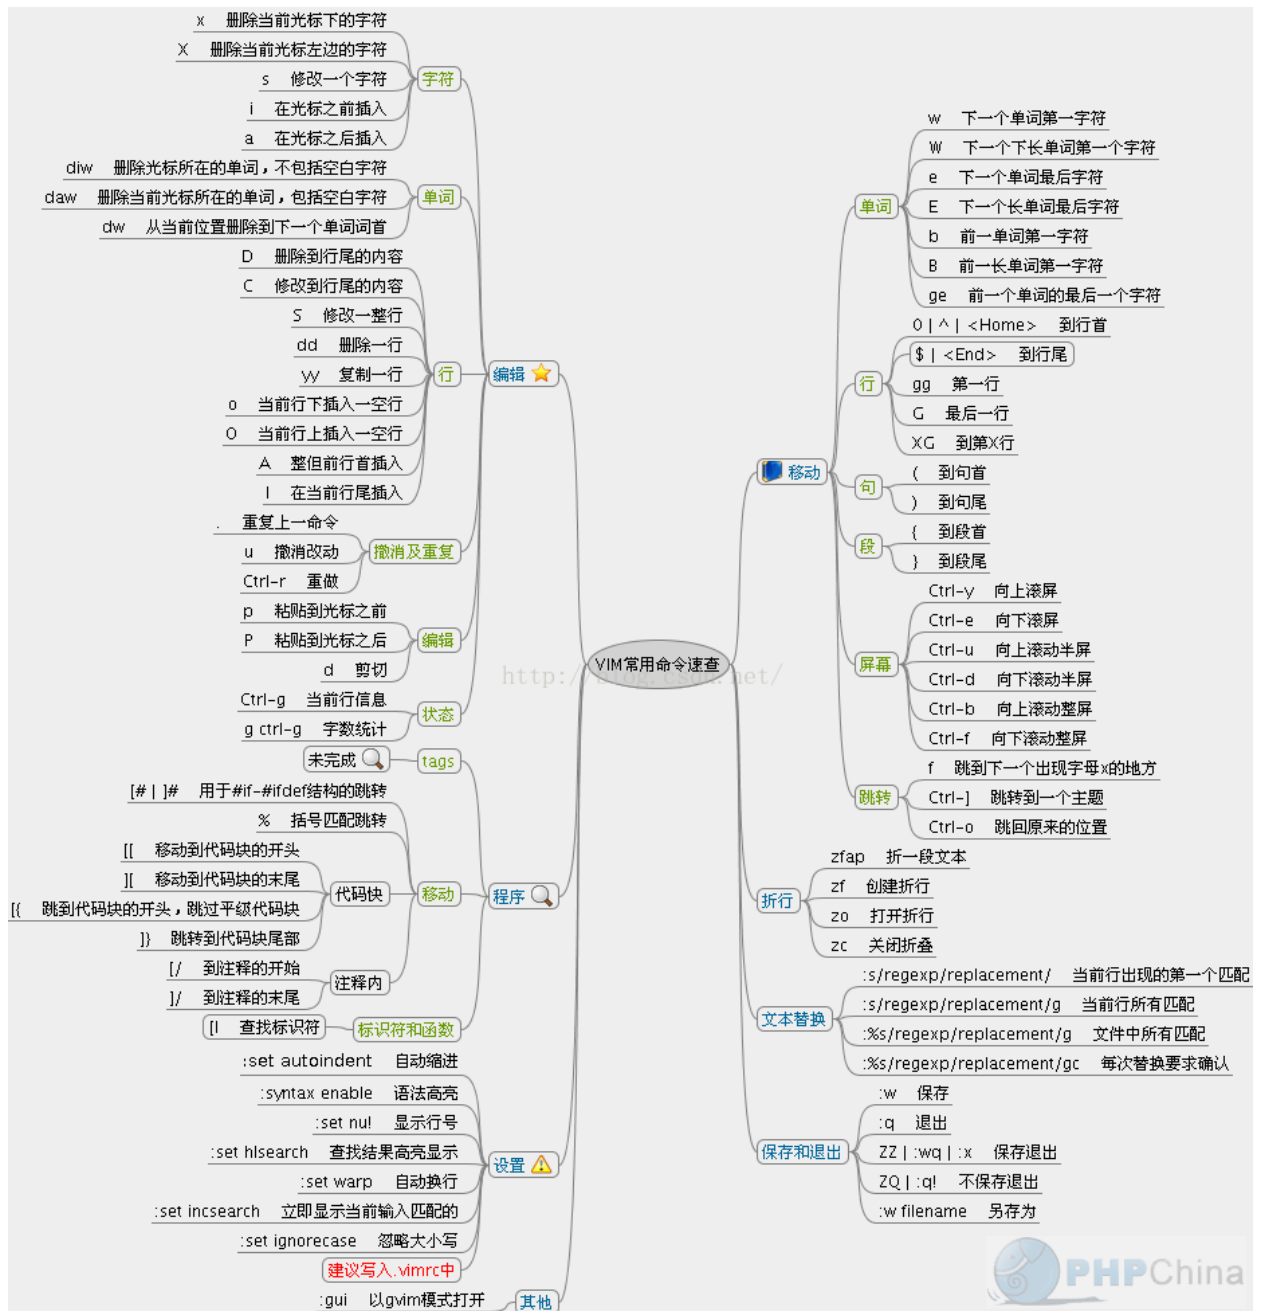 VIM常用命令速查
编辑
字符
x 删除当前光标下的字符
X 删除当前光标左边的字符
s 修改一个字符
i 在光标之前插入
a 在光标之后插入
单词
diw 删除光标所在的单词，不包括空白字符
daw 删除当前光标所在的单词，包括空白字符
dw 从当前位置删除到下一个单词词首
行
D 删除到行尾的内容
C 修改到行尾的内容
S 修改一整行
dd 删除一行
yy 复制一行
o 当前行下插入一空行
O 当前行上插入一空行
A 整但前行首插入
I 在当前行尾插入
撤消及重复
. 重复上一命令
u 撤消改动
Ctrl-r 重做
编辑
p 粘贴到光标之前
P 粘贴到光标之后
d 剪切
状态
Ctrl-g 当前行信息
g ctrl-g 字数统计
程序
tags
未完成
移动
[# | ]# 用于#if-#ifdef结构的跳转
% 括号匹配跳转
代码块
[[ 移动到代码块的开头
][ 移动到代码块的末尾
[{ 跳到代码块的开头，跳过平级代码块
]} 跳转到代码块尾部
注释内
[/ 到注释的开始
]/ 到注释的末尾
标识符和函数
[I 查找标识符
设置
:set autoindent 自动缩进
:syntax enable 语法高亮
:set nu! 显示行号
:set hlsearch 查找结果高亮显示
:set warp 自动换行
:set incsearch 立即显示当前输入匹配的
:set ignorecase 忽略大小写
建议写入.vimrc中
其他
:gui 以gvim模式打开
移动
单词
w 下一个单词第一字符
W 下一个下长单词第一个字符
e 下一个单词最后字符
E 下一个长单词最后字符
b 前一单词第一字符
B 前一长单词第一字符
ge 前一个单词的最后一个字符
行
0 | ^ | <Home> 到行首
$ | <End> 到行尾
gg 第一行
G 最后一行
XG 到第X行
句
( 到句首
) 到句尾
段
{ 到段首
} 到段尾
屏幕
Ctrl-y 向上滚屏
Ctrl-e 向下滚屏
Ctrl-u 向上滚动半屏
Ctrl-d 向下滚动半屏
Ctrl-b 向上滚动整屏
Ctrl-f 向下滚动整屏
跳转
f 跳到下一个出现字母x的地方
Ctrl-] 跳转到一个主题
Ctrl-o 跳回原来的位置
折行
zfap 折一段文本
zf 创建折行
zo 打开折行
zc 关闭折叠
文本替换
:s/regexp/replacement/ 当前行出现的第一个匹配
:s/regexp/replacement/g 当前行所有匹配
:%s/regexp/replacement/g 文件中所有匹配
:%s/regexp/replacement/gc 每次替换要求确认
保存和退出
:w 保存
:q 退出
ZZ | :wq | :x 保存退出
ZQ | :q! 不保存退出
:w filename 另存为
http://blog.csdn.net/
PHPChina